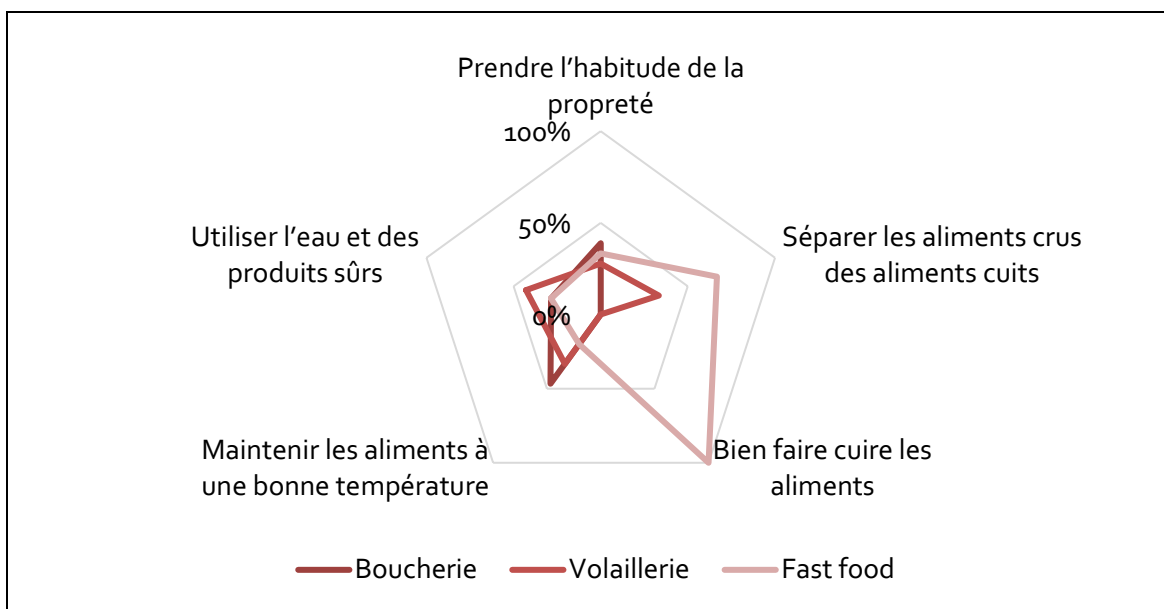 Prendre l’habitude de la
propreté
100%
50%
0%
Utiliser l’eau et des
produits sûrs
Séparer les aliments crus
des aliments cuits
Maintenir les aliments à
une bonne température
Bien faire cuire les
aliments
Boucherie
Volaillerie
Fast food